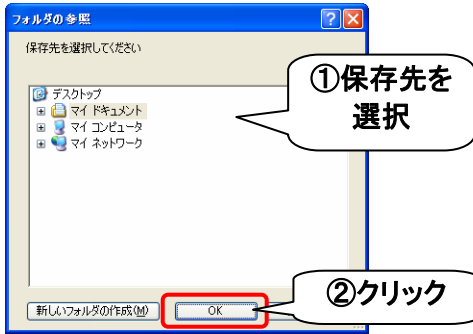 フォルダの参照
保存先を選択してください
デスクトップ
マイ ドキュメント
マイ コンピュータ
マイ ネットワーク
①保存先を
選択
新しいフォルダの作成(M)
OK
②クリック